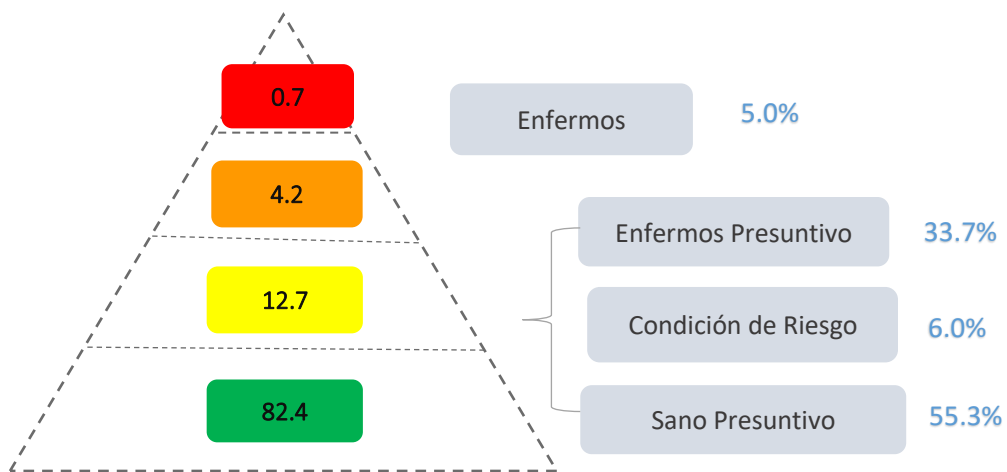 0.7
4.2
12.7
82.4
Enfermos
5.0%
Enfermos Presuntivo
33.7%
Condición de Riesgo
6.0%
Sano Presuntivo
55.3%